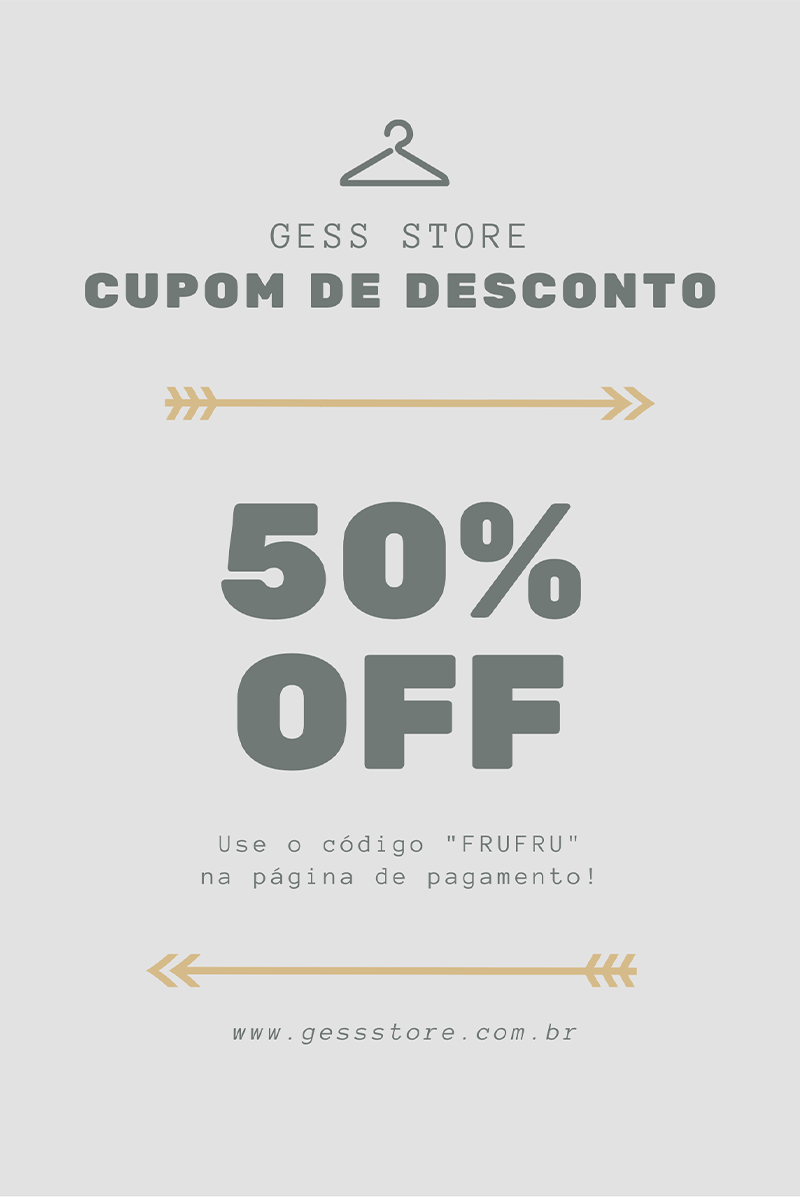 GESS STORE
CUPOM DE DESCONTO
50%
OFF
Use o código "FRUFRU"
na página de pagamento!
www.gessstore.com.br